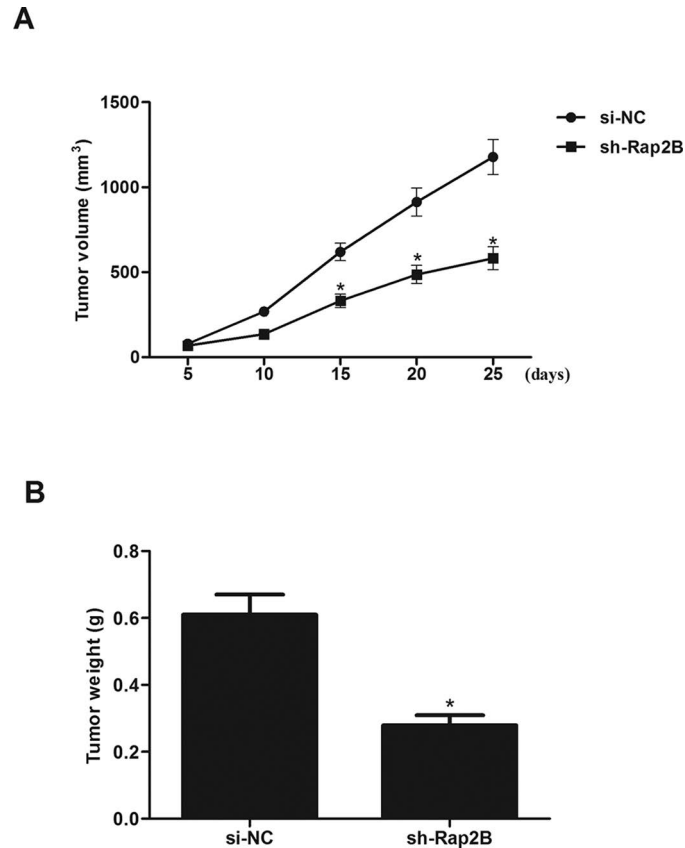 A
Tumor volume (mm³)
1500
1000
500
0
5 10 15 20 25 (days)
si-NC
sh-Rap2B
*
*
*
B
Tumor weight (g)
0.8
0.6
0.4
0.2
0.0
*
si-NC sh-Rap2B